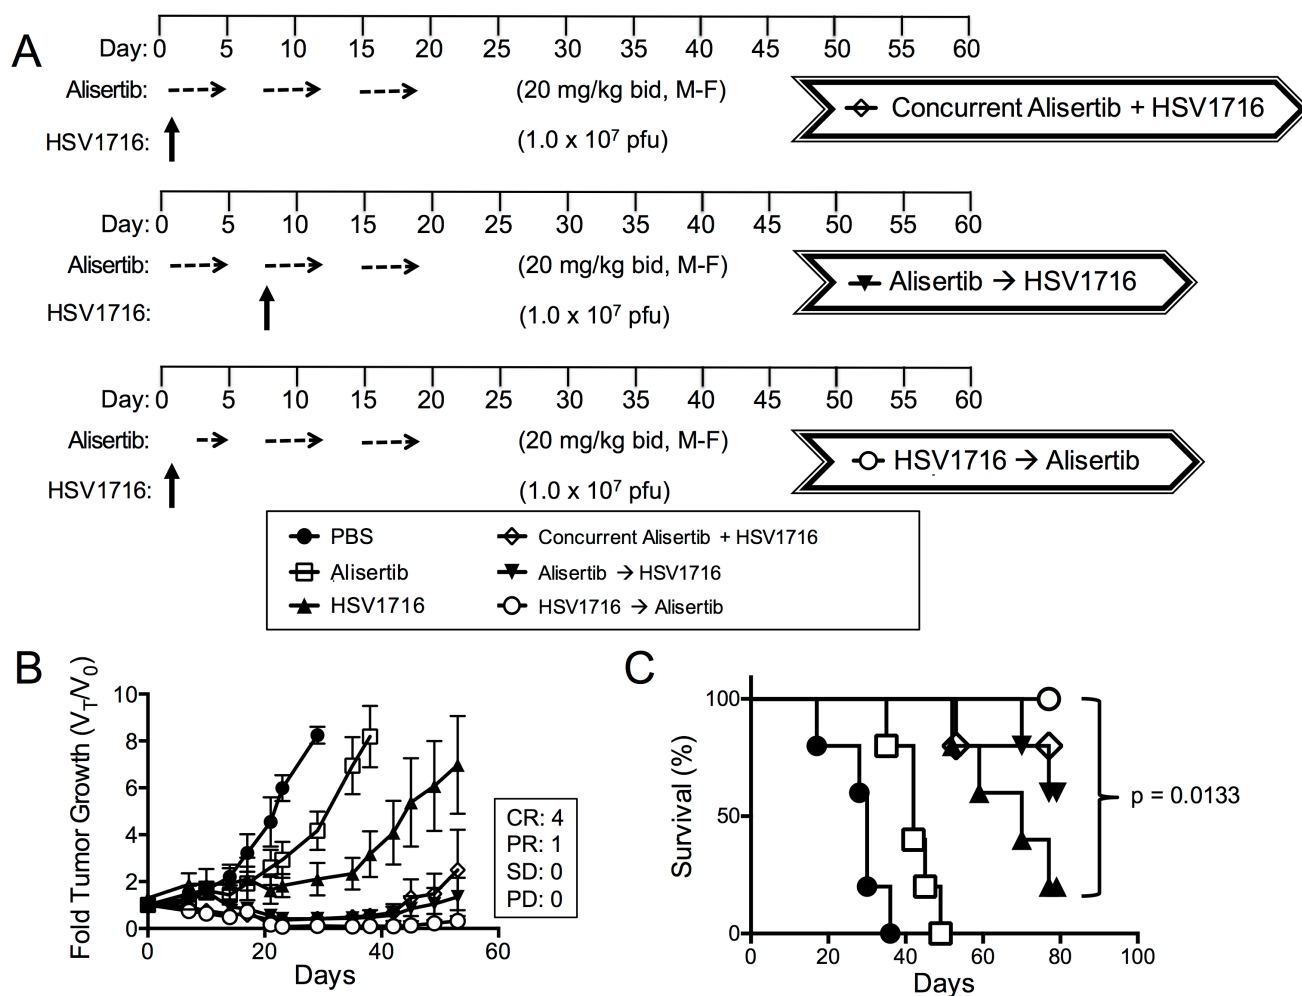 A
Day: 0 5 10 15 20 25 30 35 40 45 50 55 60
Alisertib: (20 mg/kg bid, M-F)
HSV1716: (1.0 x 10⁷ pfu)
Concurrent Alisertib + HSV1716
Day: 0 5 10 15 20 25 30 35 40 45 50 55 60
Alisertib: (20 mg/kg bid, M-F)
HSV1716: (1.0 x 10⁷ pfu)
Alisertib → HSV1716
Day: 0 5 10 15 20 25 30 35 40 45 50 55 60
Alisertib: (20 mg/kg bid, M-F)
HSV1716: (1.0 x 10⁷ pfu)
HSV1716 → Alisertib
PBS
Alisertib
HSV1716
Concurrent Alisertib + HSV1716
Alisertib → HSV1716
HSV1716 → Alisertib
B
Fold Tumor Growth (V_T/V_0)
10
8
6
4
2
0
0 20 40 60
Days
CR: 4
PR: 1
SD: 0
PD: 0
C
Survival (%)
100
50
0
0 20 40 60 80 100
Days
p = 0.0133